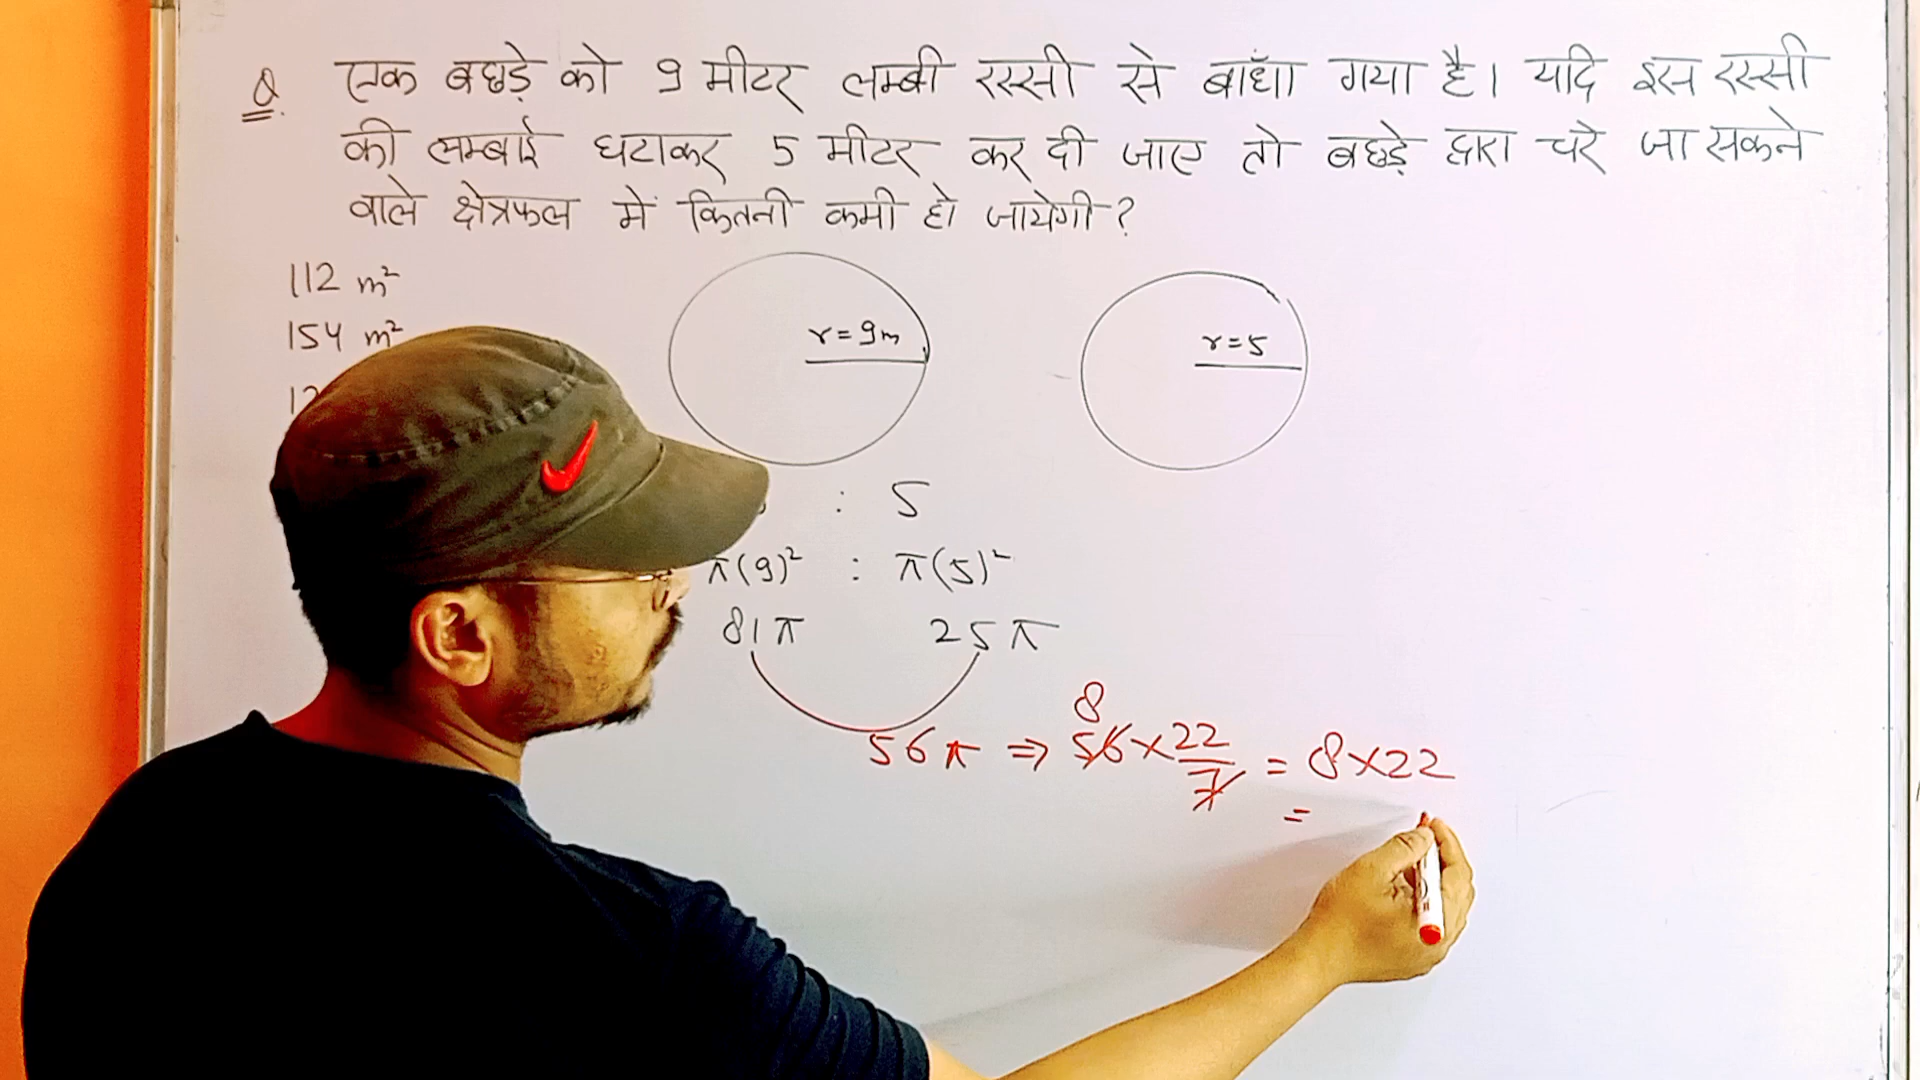 Q. एक बछड़े को 9 मीटर लम्बी रस्सी से बाँधा गया है। यदि इस रस्सी
की लम्बाई घटाकर 5 मीटर कर दी जाए तो बछड़े द्वारा चरे जा सकने
वाले क्षेत्रफल में कितनी कमी हो जायेगी?
112 m²
154 m²
r=9m
r=5
: 5
π(9)² : π(5)²
81π 25π
56π ⇒ 56×22/7 = 8×22
8
=